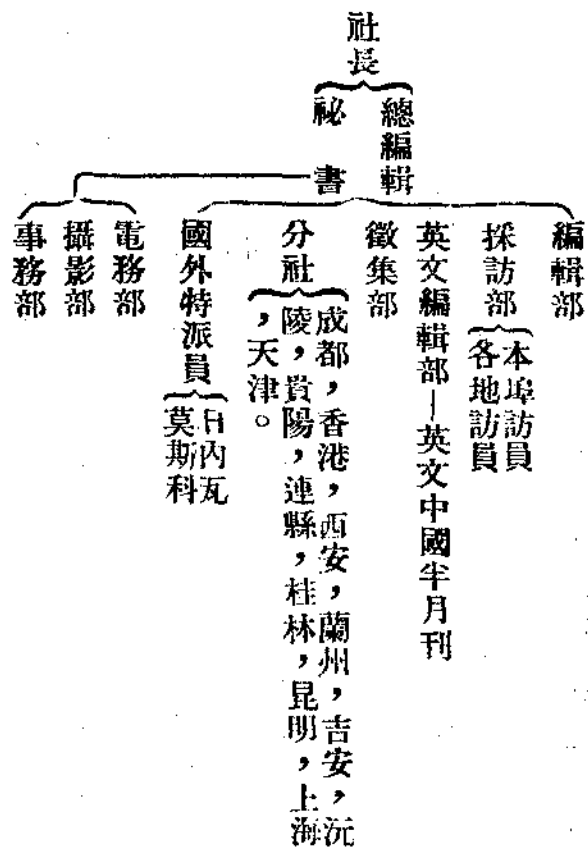 社長
總編輯
祕書
編輯部
採訪部
本埠訪員
各地訪員
英文編輯部—英文中國半月刊
徵集部
分社
成都，香港，西安，蘭州，吉安，沅
陵，貴陽，連縣，桂林，昆明，上海
，天津。
國外特派員
日內瓦
莫斯科
電務部
攝影部
事務部